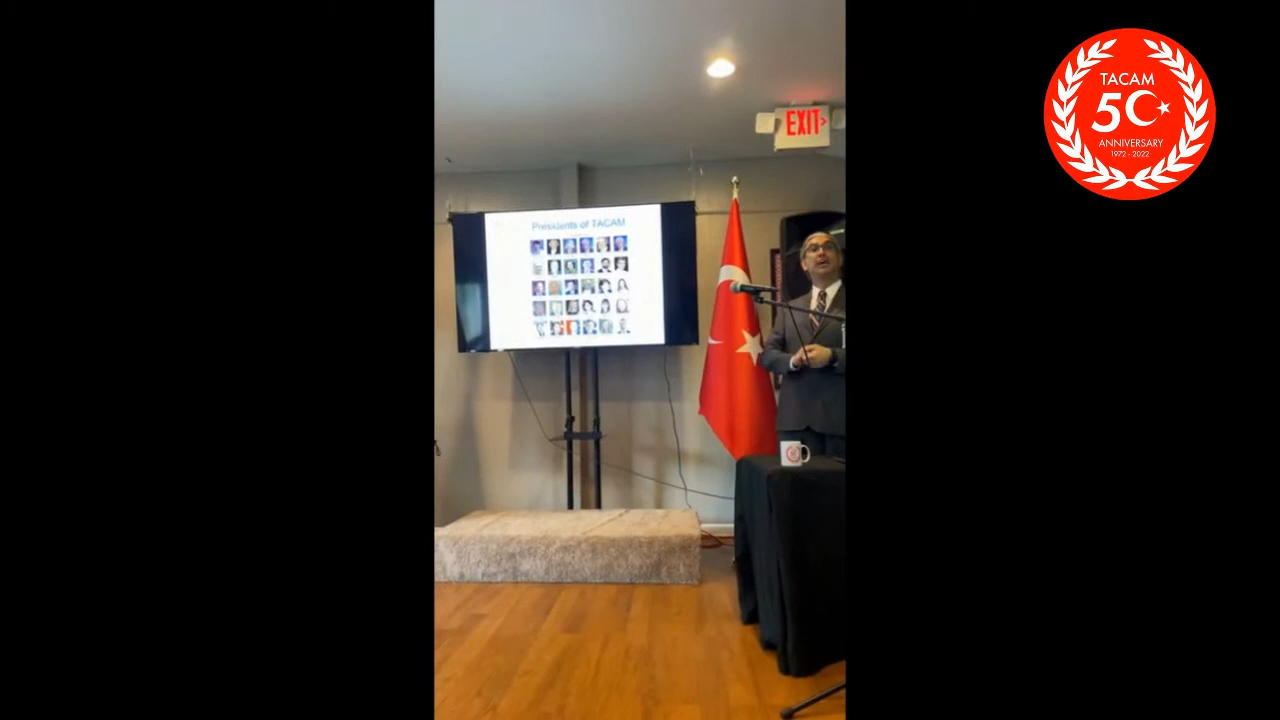 TACAM
50
ANNIVERSARY
1972 - 2022
EXIT
Presidents of TACAM